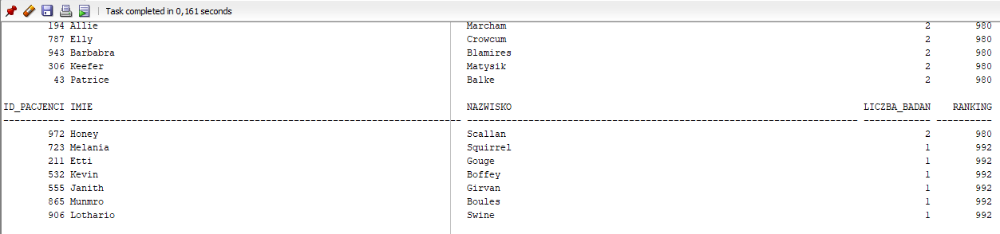 Task completed in 0,161 seconds
194 Allie Marcham 2 980
787 Elly Crowcum 2 980
943 Barbabra Blamires 2 980
306 Keefer Matysik 2 980
43 Patrice Balke 2 980
ID_PACJENCI IMIE NAZWISKO LICZBA_BADAN RANKING
972 Honey Scallan 2 980
723 Melania Squirrel 1 992
211 Etti Gouge 1 992
532 Kevin Boffey 1 992
555 Janith Girvan 1 992
865 Munmro Boules 1 992
906 Lothario Swine 1 992